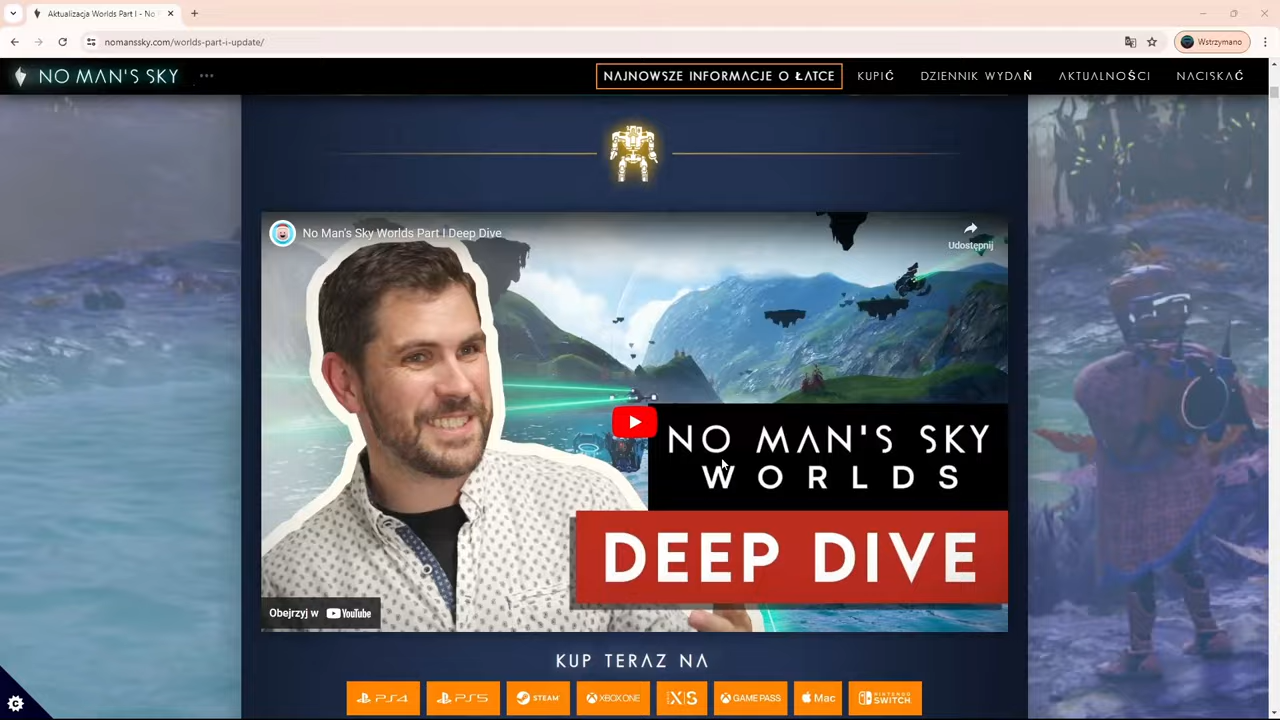 Aktualizacja Worlds Part I - No
nomanssky.com/worlds-part-i-update/
Wstrzymano
NO MAN'S SKY
NAJNOWSZE INFORMACJE O ŁATCE
KUPIĆ
DZIENNIK WYDAŃ
AKTUALNOŚCI
NACISKAĆ
No Man's Sky Worlds Part I Deep Dive
Udostępnij
NO MAN'S SKY
WORLDS
DEEP DIVE
Obejrzyj w YouTube
KUP TERAZ NA
PS4 PS5 STEAM XBOX ONE X|S GAME PASS Mac NINTENDO SWITCH